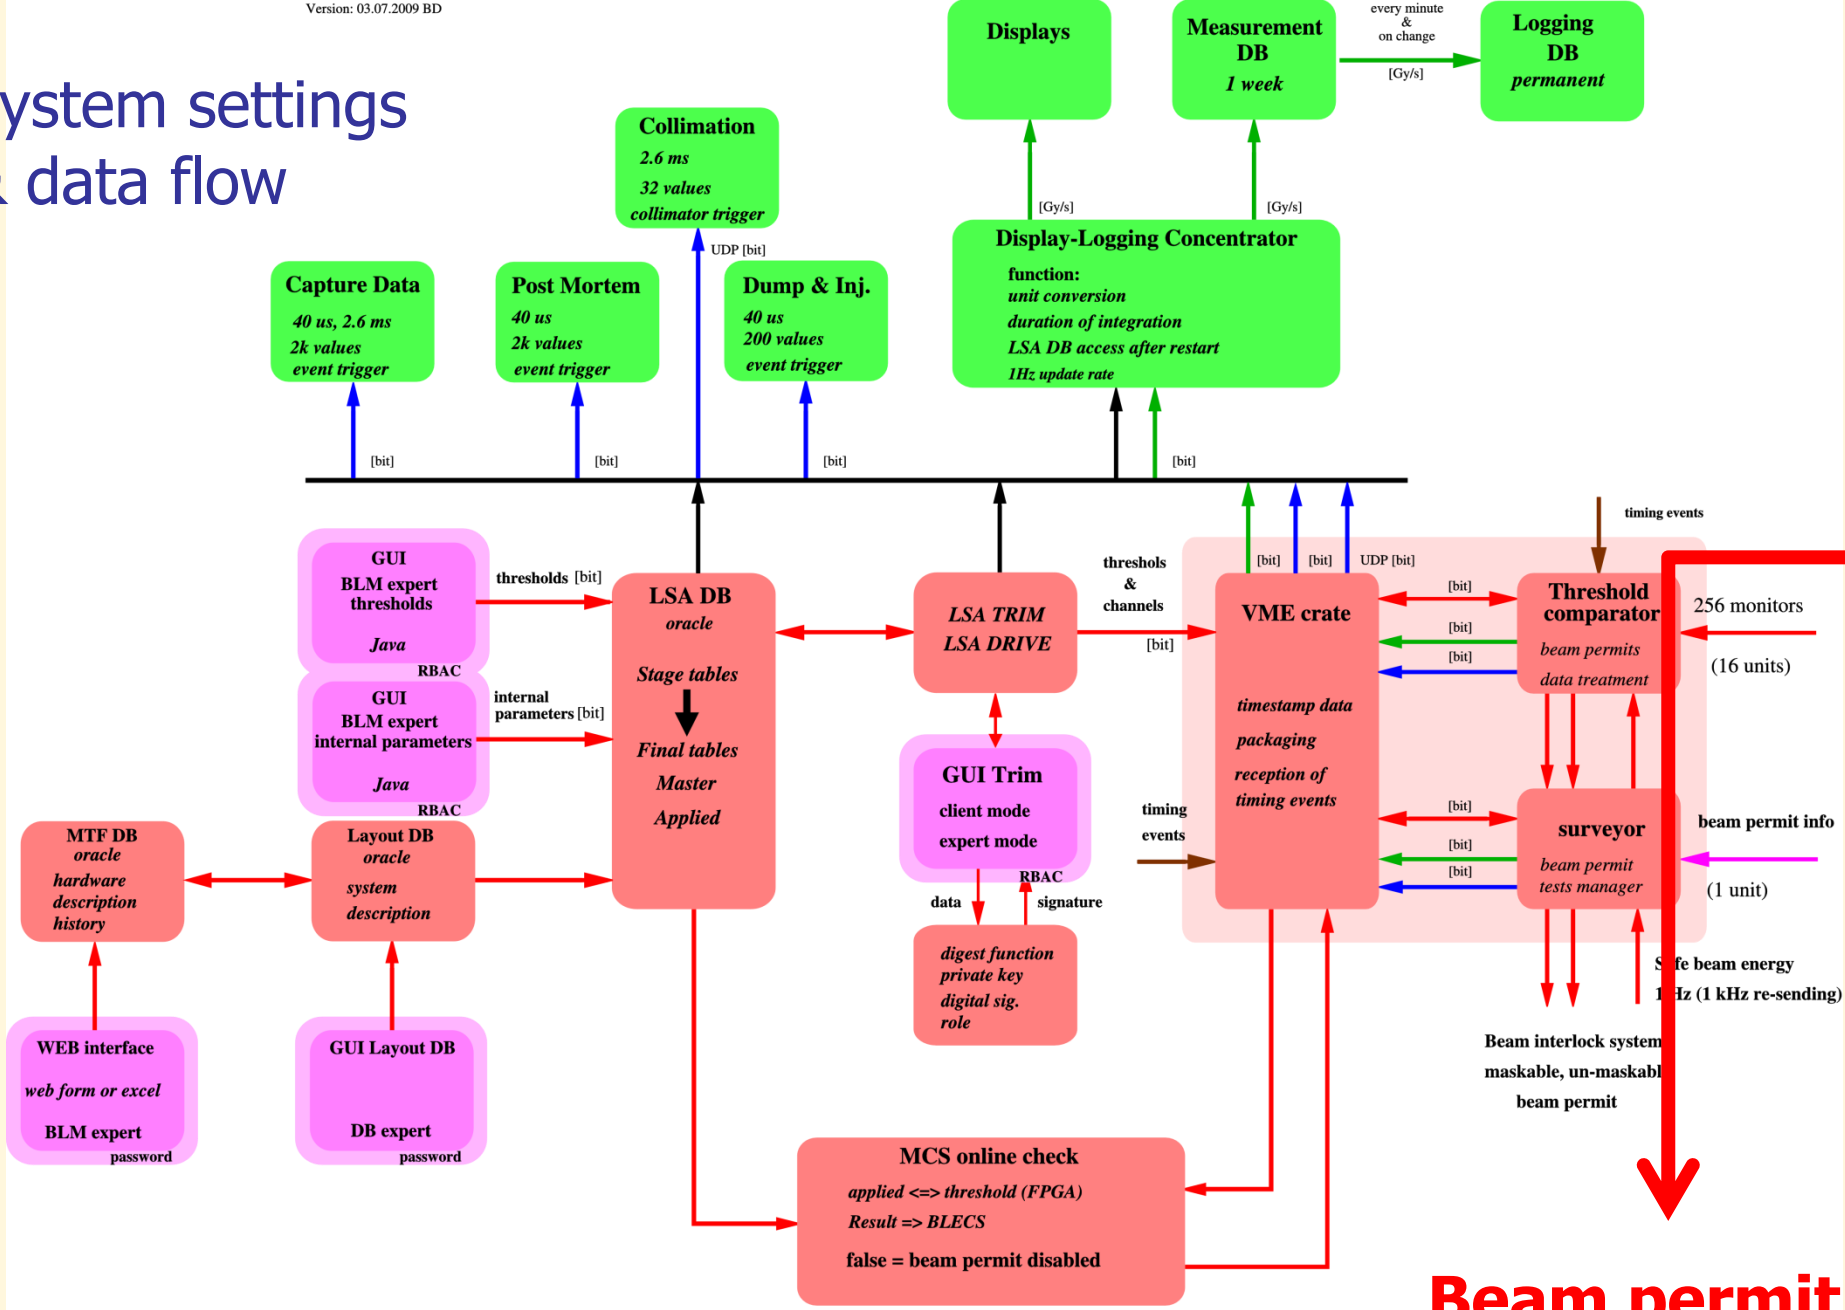 Version: 03.07.2009 BD
ystem settings
& data flow
Displays
Measurement
DB
1 week
every minute
&
on change
[Gy/s]
Logging
DB
permanent
Collimation
2.6 ms
32 values
collimator trigger
UDP [bit]
[Gy/s]
[Gy/s]
Capture Data
40 us, 2.6 ms
2k values
event trigger
Post Mortem
40 us
2k values
event trigger
Dump & Inj.
40 us
200 values
event trigger
Display-Logging Concentrator
function:
unit conversion
duration of integration
LSA DB access after restart
1Hz update rate
[bit]
[bit]
[bit]
[bit]
GUI
BLM expert
thresholds
Java
RBAC
thresholds [bit]
GUI
BLM expert
internal parameters
Java
RBAC
internal
parameters [bit]
LSA DB
oracle
Stage tables
Final tables
Master
Applied
LSA TRIM
LSA DRIVE
threshols
&
channels
[bit]
[bit]
[bit]
UDP [bit]
VME crate
timestamp data
packaging
reception of
timing events
timing events
[bit]
[bit]
[bit]
Threshold
comparator
beam permits
data treatment
256 monitors
(16 units)
GUI Trim
client mode
expert mode
RBAC
timing
events
[bit]
[bit]
[bit]
surveyor
beam permit
tests manager
beam permit info
(1 unit)
MTF DB
oracle
hardware
description
history
Layout DB
oracle
system
description
data
signature
digest function
private key
digital sig.
role
S fe beam energy
1 Hz (1 kHz re-sending)
Beam interlock system
maskable, un-maskabl
beam permit
WEB interface
web form or excel
BLM expert
password
GUI Layout DB
DB expert
password
MCS online check
applied <=> threshold (FPGA)
Result => BLECS
false = beam permit disabled
Beam permit